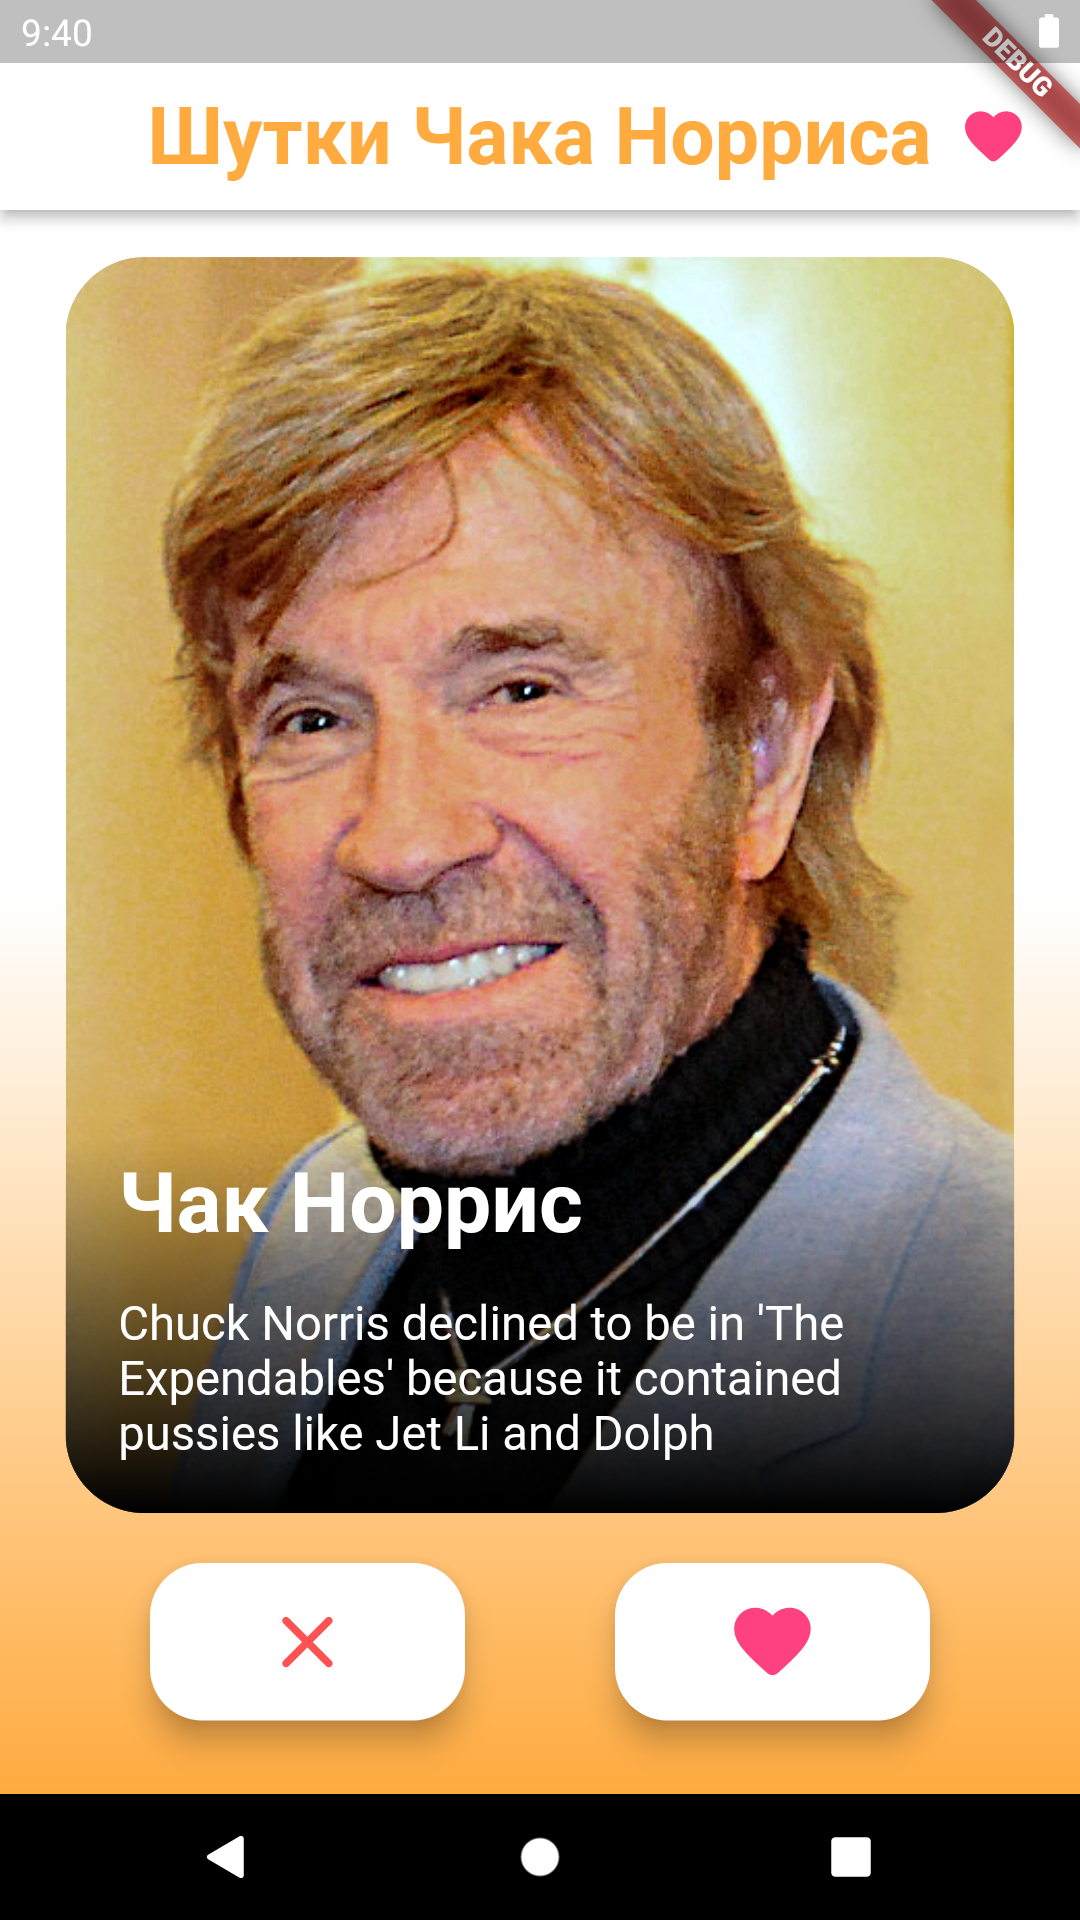 9:40
DEBUG
Шутки Чака Норриса
Чак Норрис
Chuck Norris declined to be in 'The
Expendables' because it contained
pussies like Jet Li and Dolph